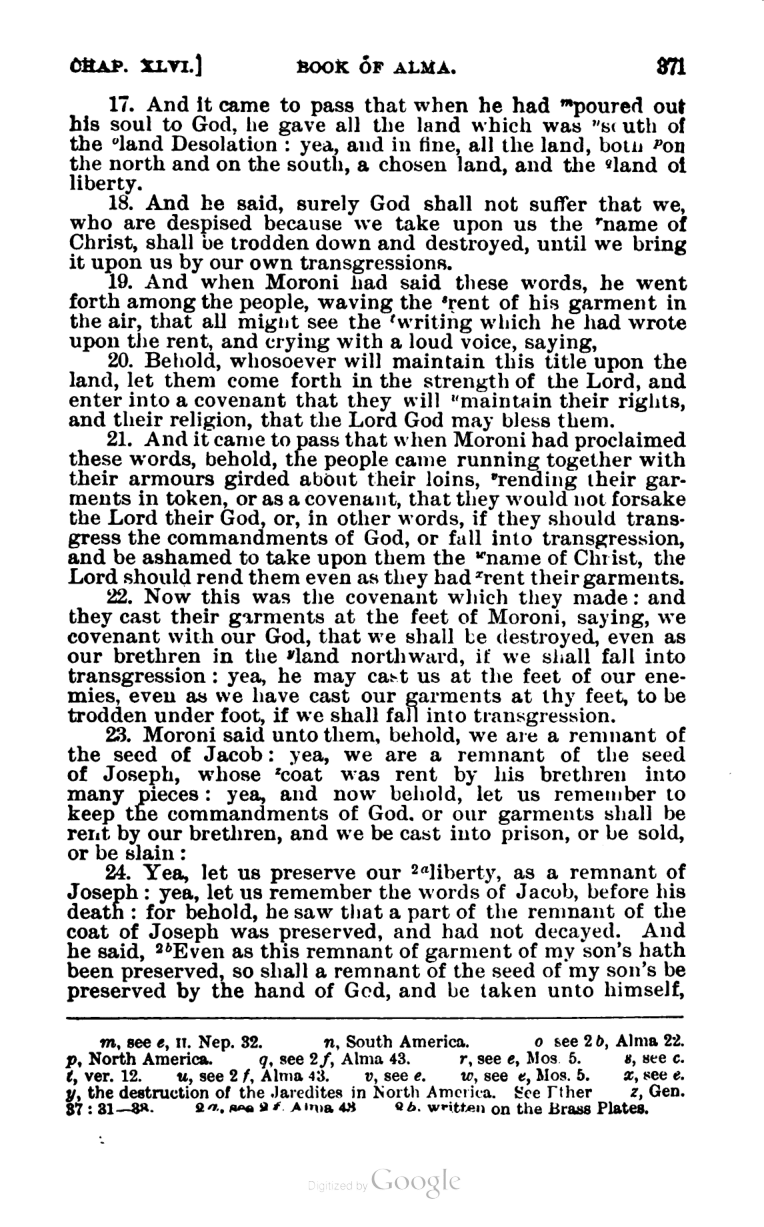 CHAP. XLVI.] BOOK OF ALMA. 371
17. And it came to pass that when he had ᵐpoured out
his soul to God, he gave all the land which was ⁿsouth of
the ᵒland Desolation : yea, and in fine, all the land, both ᵖon
the north and on the south, a chosen land, and the qland of
liberty.
18. And he said, surely God shall not suffer that we,
who are despised because we take upon us the ʳname of
Christ, shall be trodden down and destroyed, until we bring
it upon us by our own transgressions.
19. And when Moroni had said these words, he went
forth among the people, waving the ˢrent of his garment in
the air, that all might see the ᵗwriting which he had wrote
upon the rent, and crying with a loud voice, saying,
20. Behold, whosoever will maintain this title upon the
land, let them come forth in the strength of the Lord, and
enter into a covenant that they will ᵘmaintain their rights,
and their religion, that the Lord God may bless them.
21. And it came to pass that when Moroni had proclaimed
these words, behold, the people came running together with
their armours girded about their loins, ᵛrending their gar-
ments in token, or as a covenant, that they would not forsake
the Lord their God, or, in other words, if they should trans-
gress the commandments of God, or fall into transgression,
and be ashamed to take upon them the ʷname of Christ, the
Lord should rend them even as they had ˣrent their garments.
22. Now this was the covenant which they made : and
they cast their garments at the feet of Moroni, saying, we
covenant with our God, that we shall be destroyed, even as
our brethren in the ʸland northward, if we shall fall into
transgression : yea, he may cast us at the feet of our ene-
mies, even as we have cast our garments at thy feet, to be
trodden under foot, if we shall fall into transgression.
23. Moroni said unto them, behold, we are a remnant of
the seed of Jacob : yea, we are a remnant of the seed
of Joseph, whose ᶻcoat was rent by his brethren into
many pieces : yea, and now behold, let us remember to
keep the commandments of God, or our garments shall be
rent by our brethren, and we be cast into prison, or be sold,
or be slain :
24. Yea, let us preserve our ²ᵃliberty, as a remnant of
Joseph : yea, let us remember the words of Jacob, before his
death : for behold, he saw that a part of the remnant of the
coat of Joseph was preserved, and had not decayed. And
he said, ²ᵇEven as this remnant of garment of my son's hath
been preserved, so shall a remnant of the seed of my son's be
preserved by the hand of God, and be taken unto himself,
m, see e, II. Nep. 32. n, South America. o see 2 b, Alma 22.
p, North America. q, see 2 f, Alma 43. r, see e, Mos. 5. s, see c.
t, ver. 12. u, see 2 f, Alma 43. v, see e. w, see e, Mos. 5. x, see e.
y, the destruction of the Jaredites in North America. See Ether z, Gen.
37 : 31—38. 2 a, see 2 f. Alma 48 2 b. written on the Brass Plates.
Digitized by Google